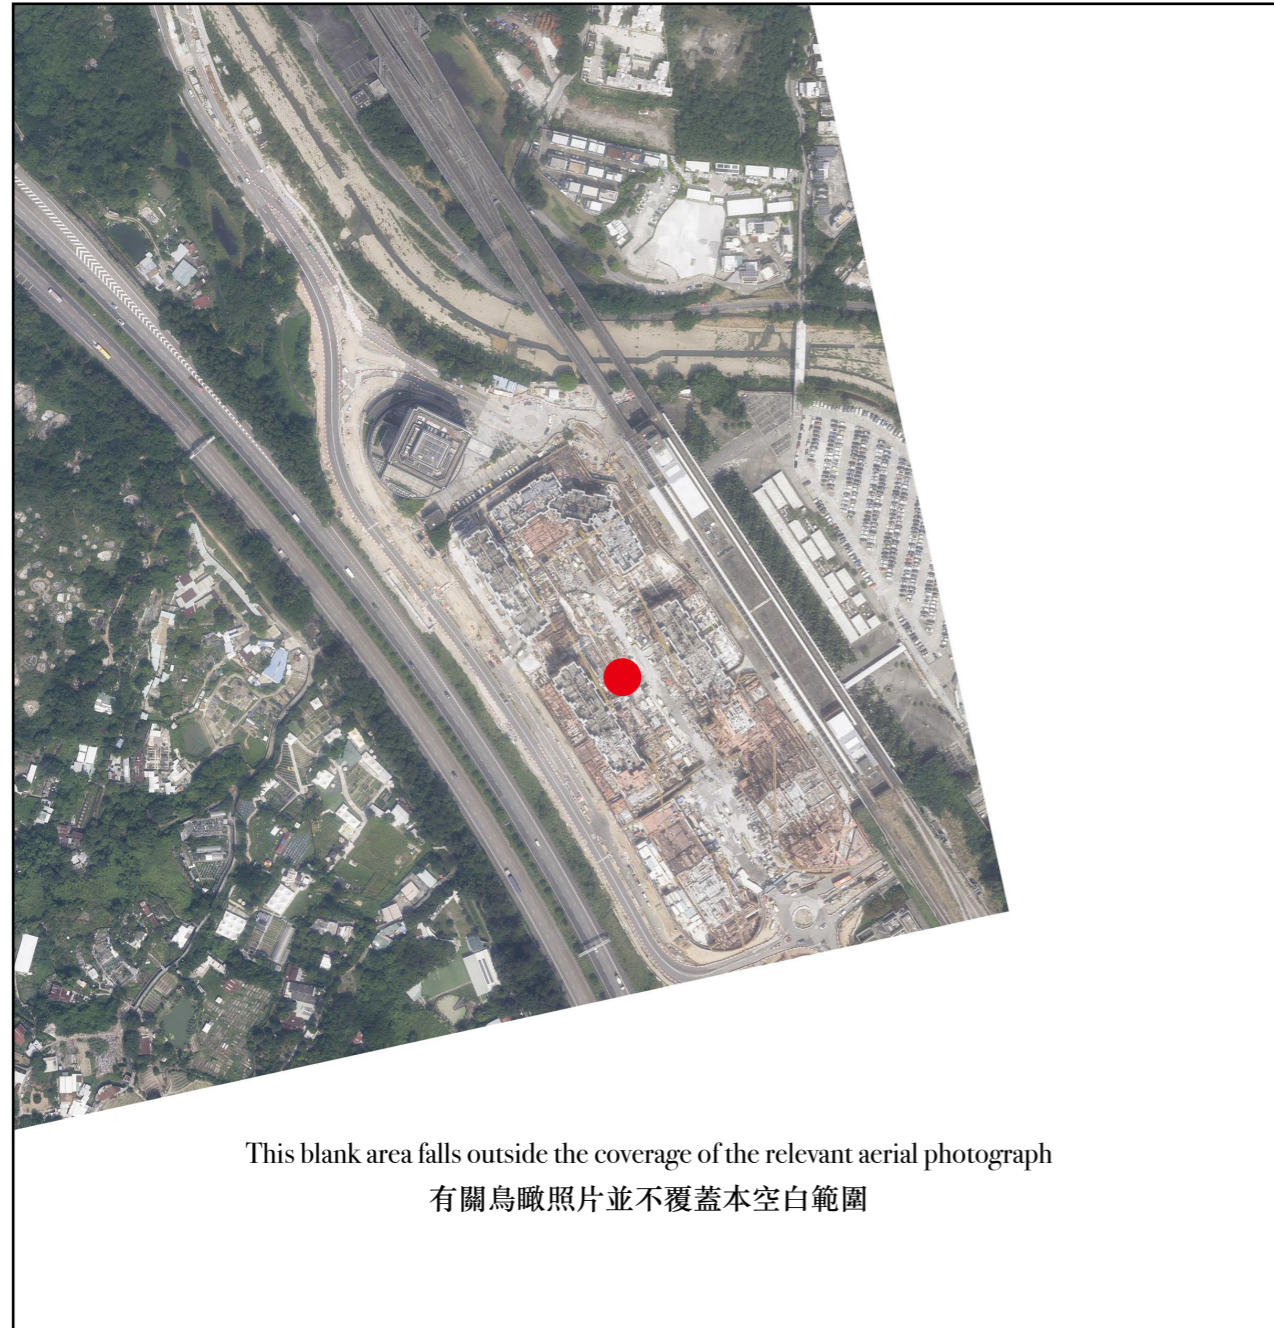 This blank area falls outside the coverage of the relevant aerial photograph
有關鳥瞰照片並不覆蓋本空白範圍